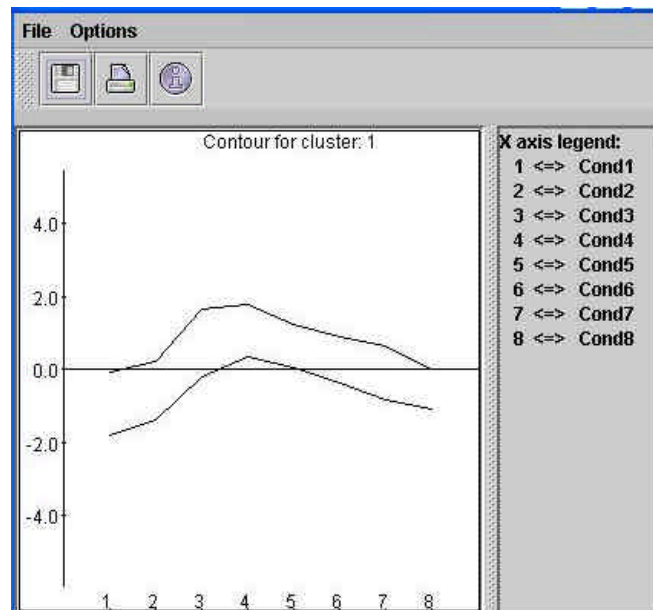 File Options
Contour for cluster: 1
4.0
2.0
0.0
-2.0
-4.0
1 2 3 4 5 6 7 8
X axis legend:
1 <=> Cond1
2 <=> Cond2
3 <=> Cond3
4 <=> Cond4
5 <=> Cond5
6 <=> Cond6
7 <=> Cond7
8 <=> Cond8